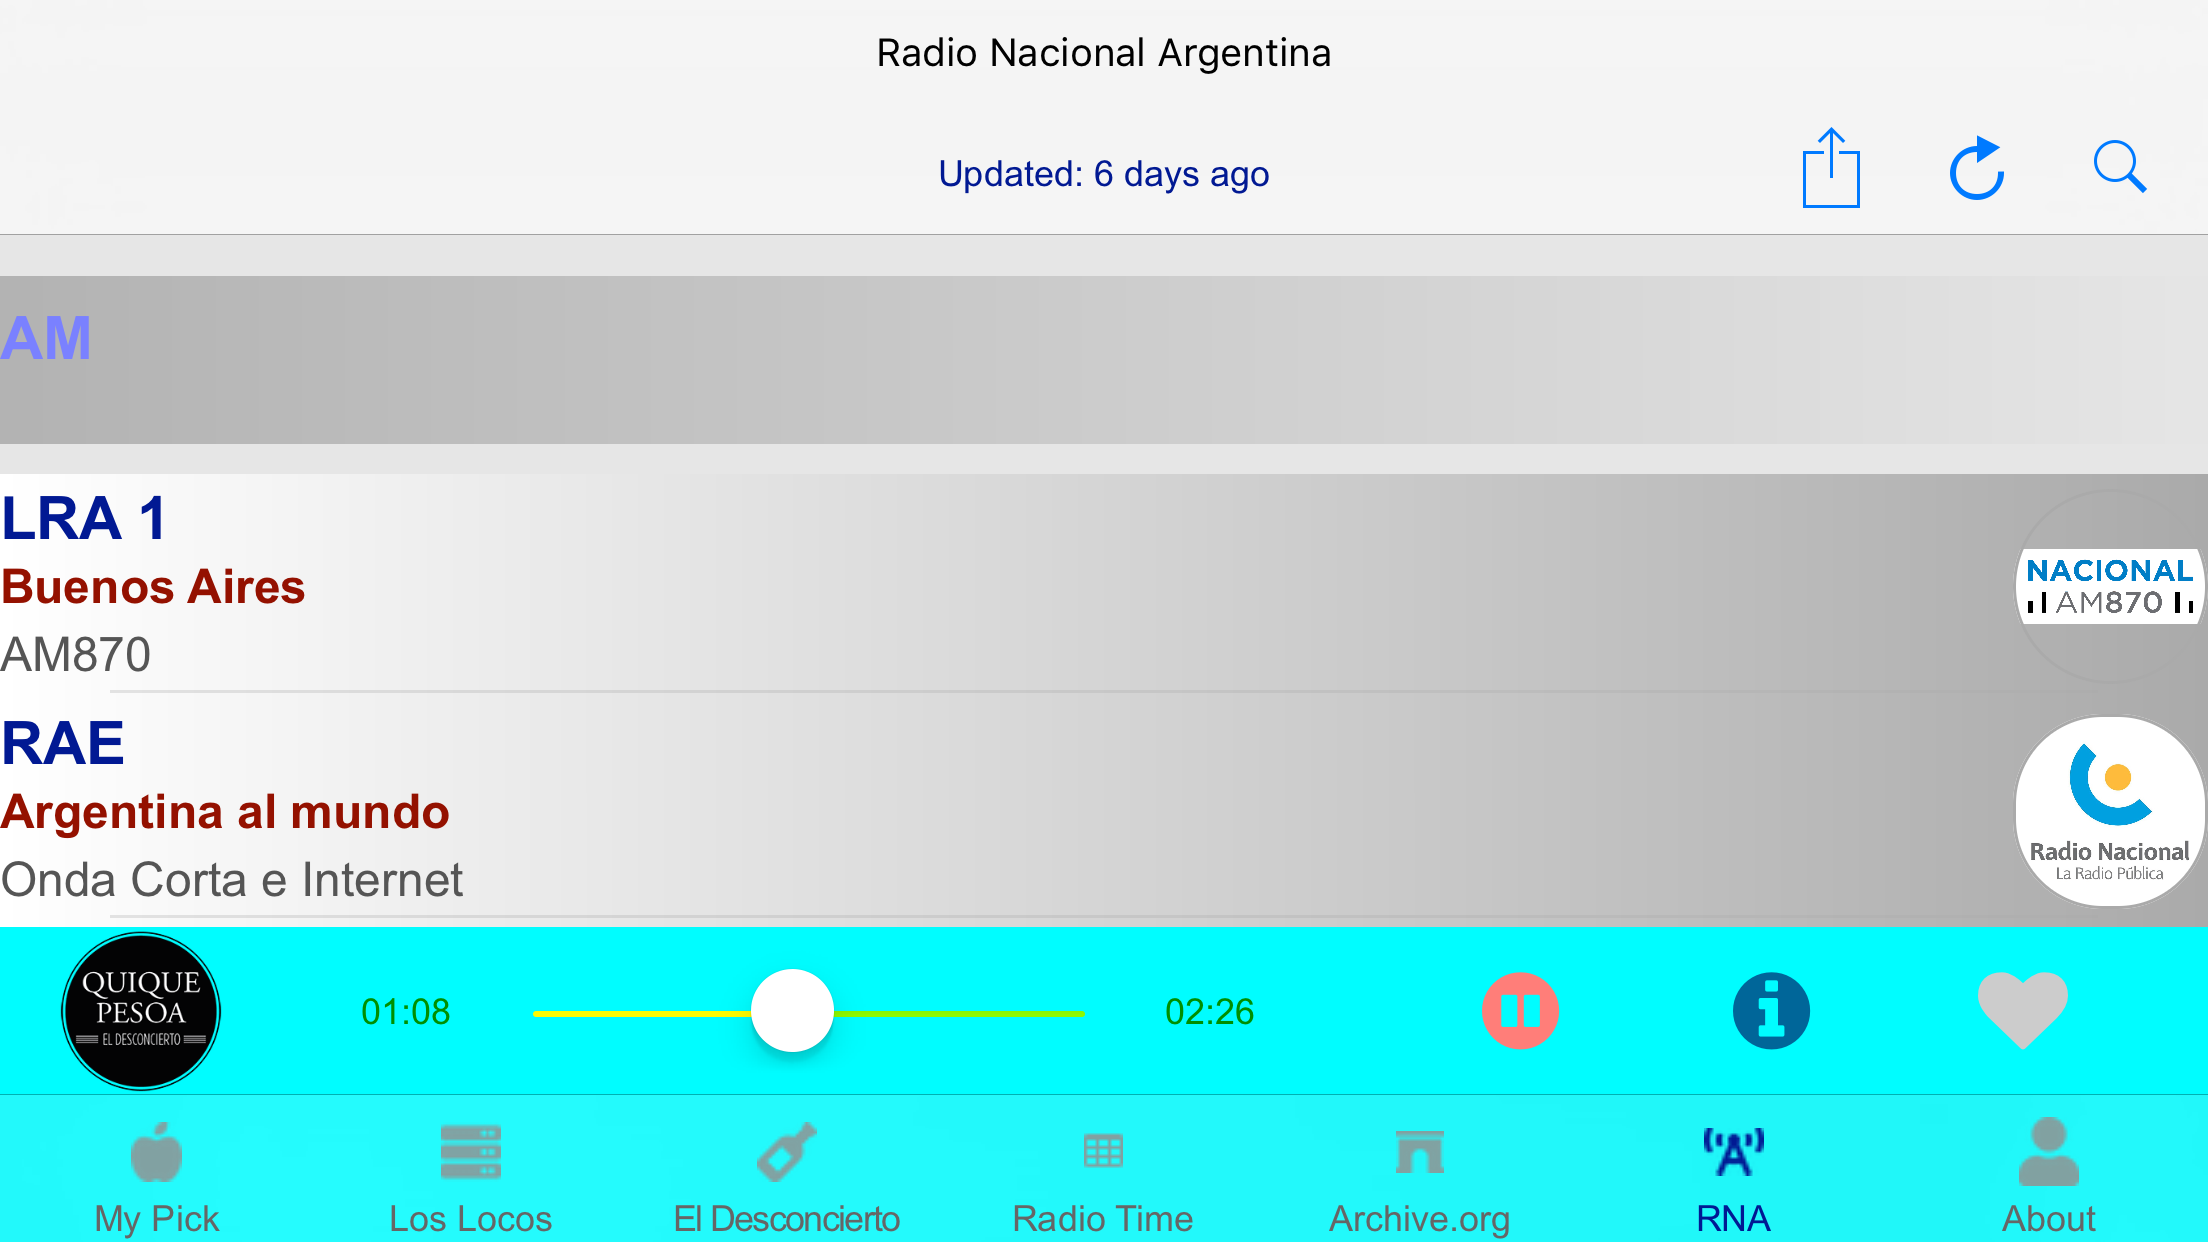 Radio Nacional Argentina
Updated: 6 days ago
AM
LRA 1
Buenos Aires
AM870
NACIONAL
AM870
RAE
Argentina al mundo
Onda Corta e Internet
Radio Nacional
La Radio Pública
QUIQUE
PESOA
EL DESCONCIERTO
01:08
02:26
My Pick
Los Locos
El Desconcierto
Radio Time
Archive.org
RNA
About